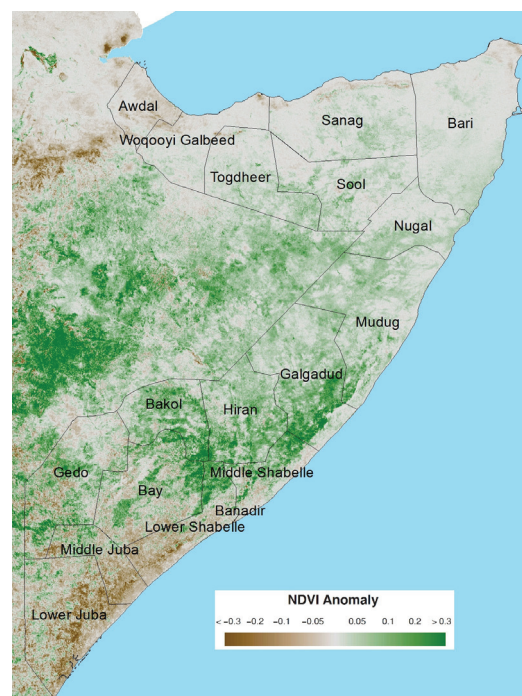 Awdal
Sanag
Bari
Woqooyi Galbeed
Togdheer
Sool
Nugal
Mudug
Galgadud
Bakol
Hiran
Gedo
Middle Shabelle
Bay
Banadir
Lower Shabelle
Middle Juba
Lower Juba
NDVI Anomaly
< −0.3 -0.2 -0.1 -0.05 0.05 0.1 0.2 > 0.3